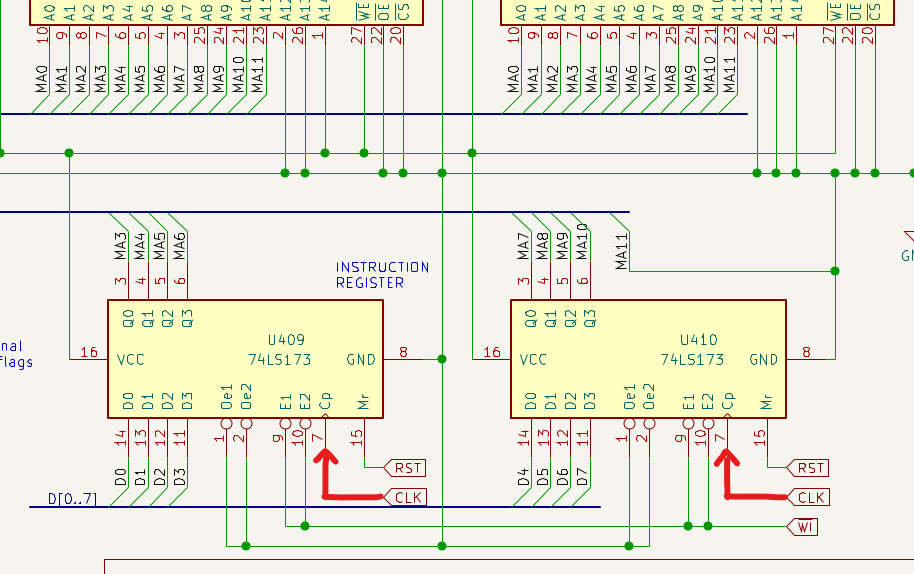 A0 A1 A2 A3 A4 A5 A6 A7 A8 A9 A10 A11 A12 A13 A14 WE OE CS
A0 A1 A2 A3 A4 A5 A6 A7 A8 A9 A10 A11 A12 A13 A14 WE OE CS
10 9 8 7 6 5 4 3 25 24 21 23 2 26 1 27 22 20
10 9 8 7 6 5 4 3 25 24 21 23 2 26 1 27 22 20
MA0 MA1 MA2 MA3 MA4 MA5 MA6 MA7 MA8 MA9 MA10 MA11
MA0 MA1 MA2 MA3 MA4 MA5 MA6 MA7 MA8 MA9 MA10 MA11
MA3 MA4 MA5 MA6
MA7 MA8 MA9 MA10 MA11
INSTRUCTION
REGISTER
3 4 5 6
3 4 5 6
Q0 Q1 Q2 Q3
Q0 Q1 Q2 Q3
U409
74LS173
U410
74LS173
16 VCC GND 8
16 VCC GND 8
nal
flags
D0 D1 D2 D3 Oe1 Oe2 E1 E2 Cp Mr
D0 D1 D2 D3 Oe1 Oe2 E1 E2 Cp Mr
14 13 12 11 1 2 9 10 7 15
14 13 12 11 1 2 9 10 7 15
D0 D1 D2 D3
D4 D5 D6 D7
RST
RST
CLK
CLK
D[0..7]
WI